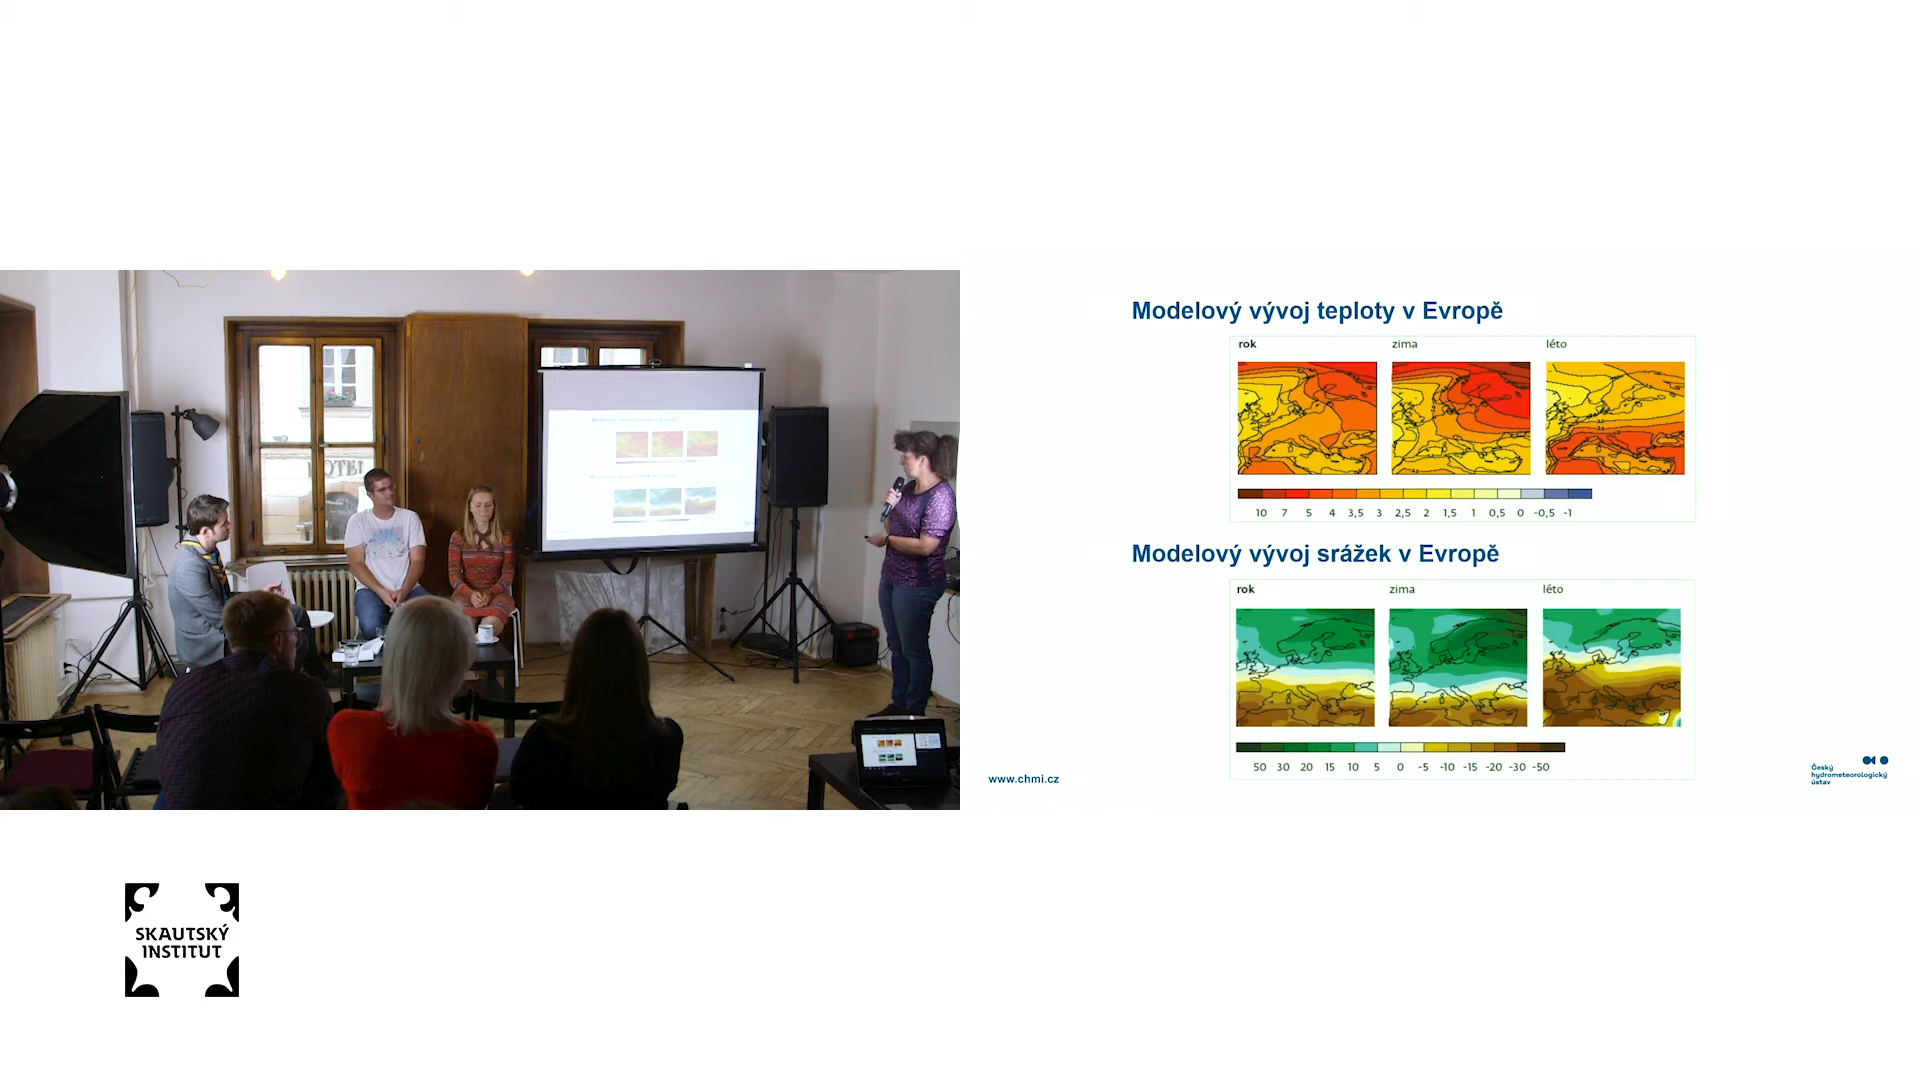 Modelový vývoj teploty v Evropě
rok zima léto
10 7 5 4 3,5 3 2,5 2 1,5 1 0,5 0 -0,5 -1
Modelový vývoj srážek v Evropě
rok zima léto
50 30 20 15 10 5 0 -5 -10 -15 -20 -30 -50
www.chmi.cz
Český
hydrometeorologický
ústav
SKAUTSKÝ
INSTITUT